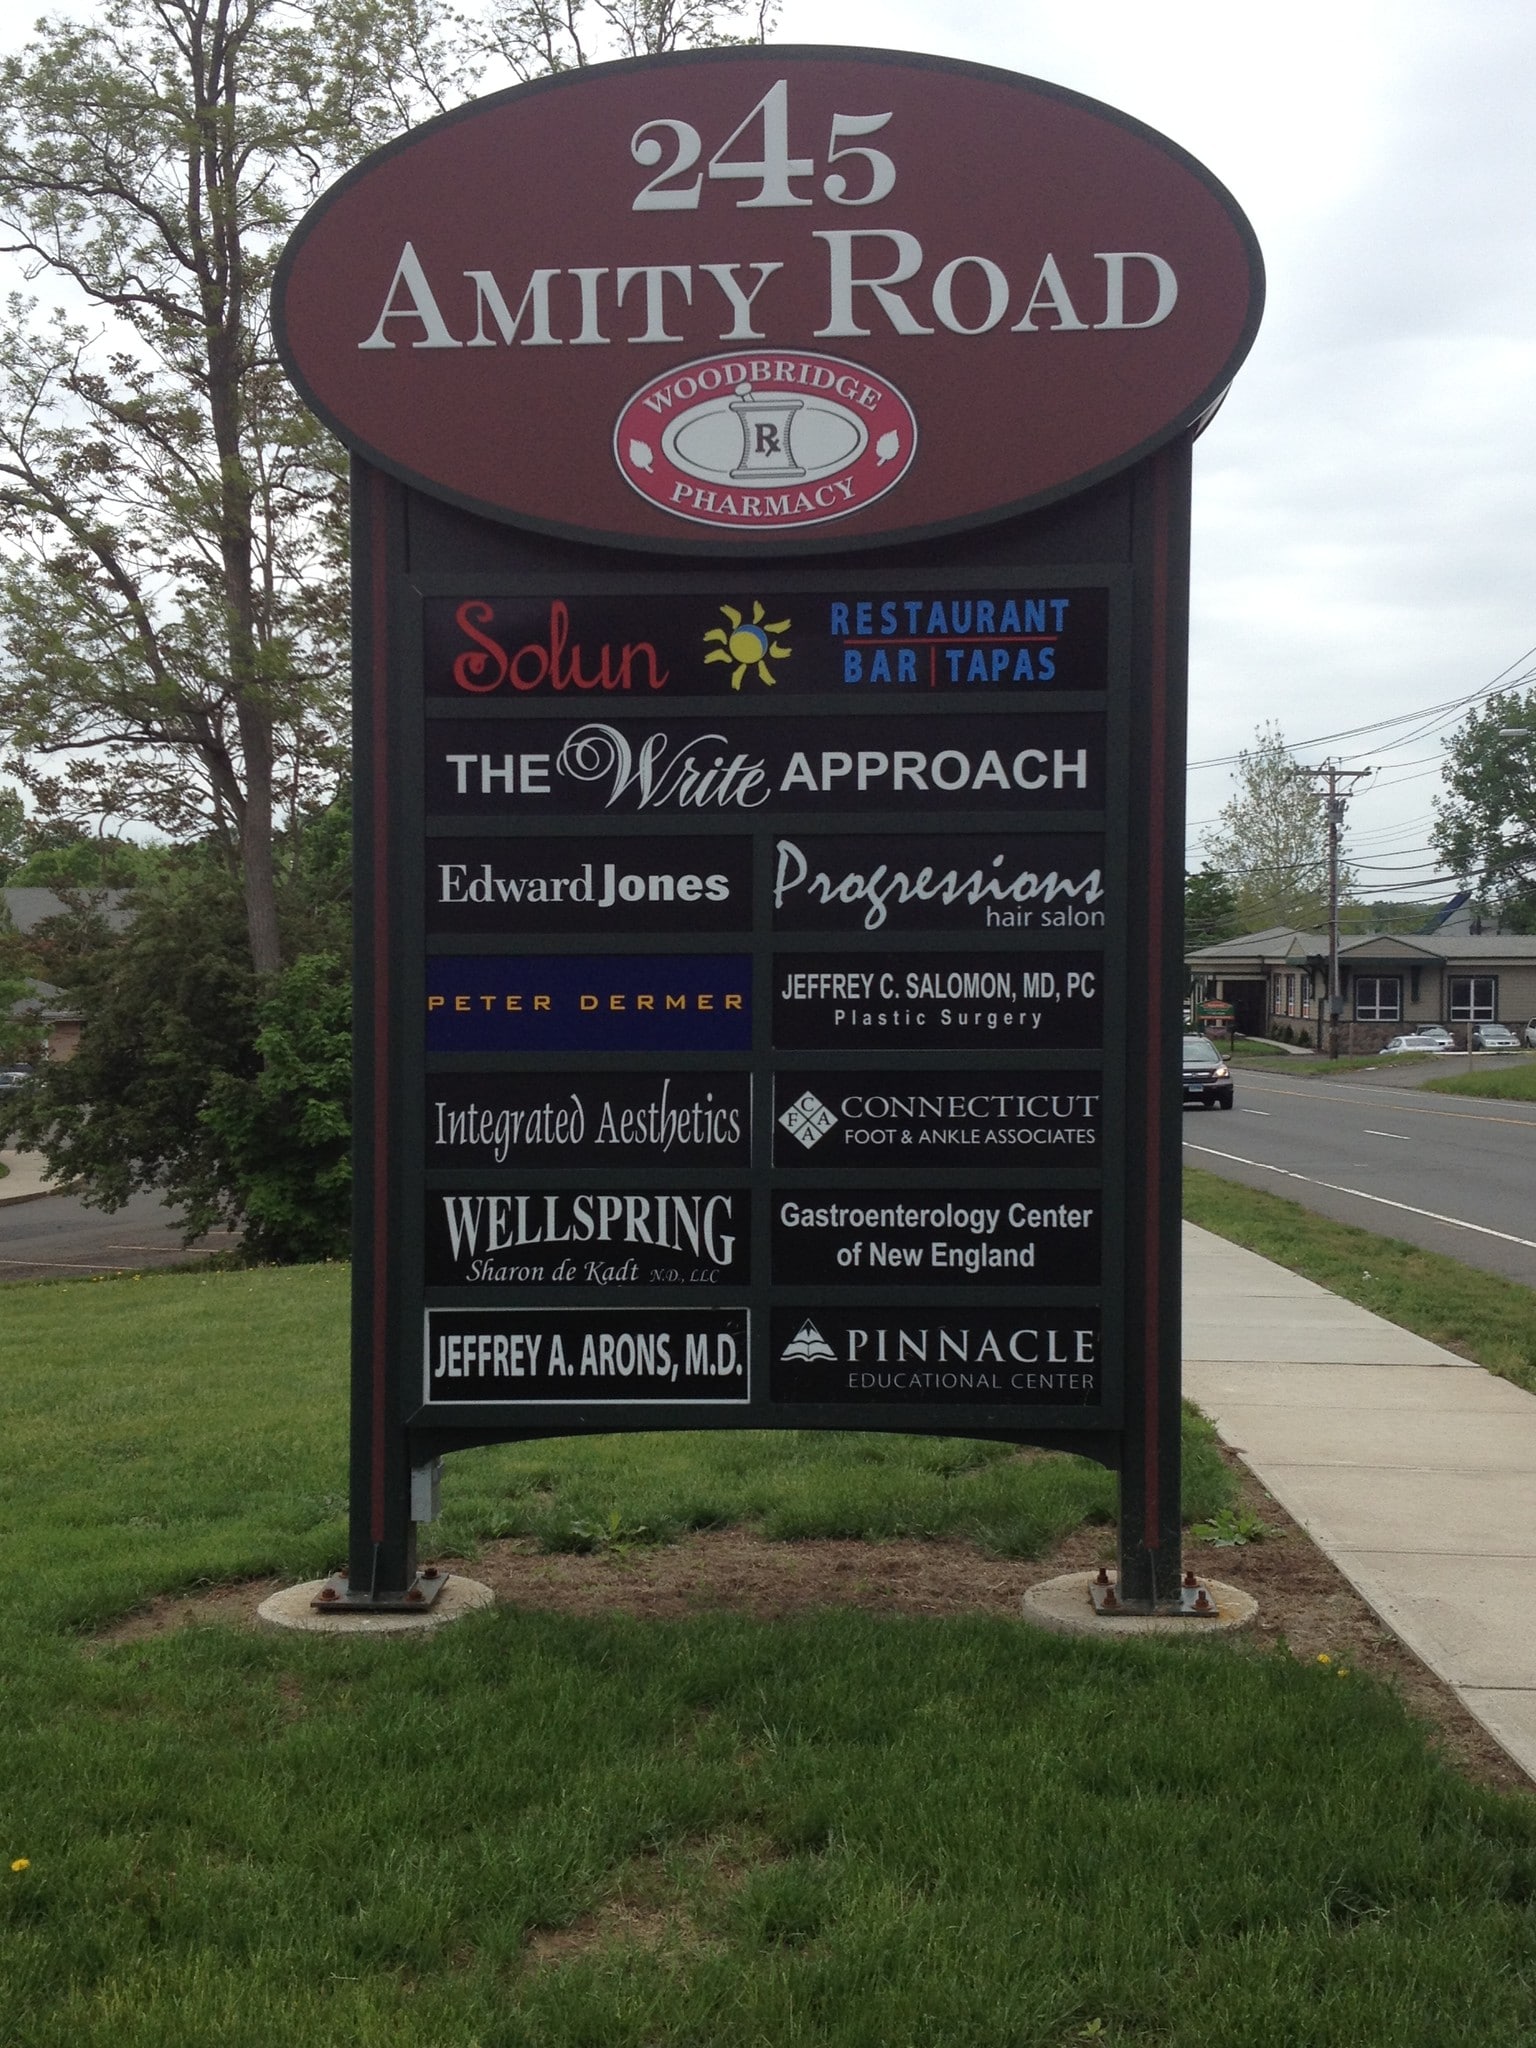 245
AMITY ROAD
WOODBRIDGE
Rx
PHARMACY
Solun RESTAURANT
BAR | TAPAS
THE Write APPROACH
Edward Jones
Progressions
hair salon
PETER DERMER
JEFFREY C. SALOMON, MD, PC
Plastic Surgery
Integrated Aesthetics
C F A A
CONNECTICUT
FOOT & ANKLE ASSOCIATES
WELLSPRING
Sharon de Kadt N.D., LLC
Gastroenterology Center
of New England
JEFFREY A. ARONS, M.D.
PINNACLE
EDUCATIONAL CENTER